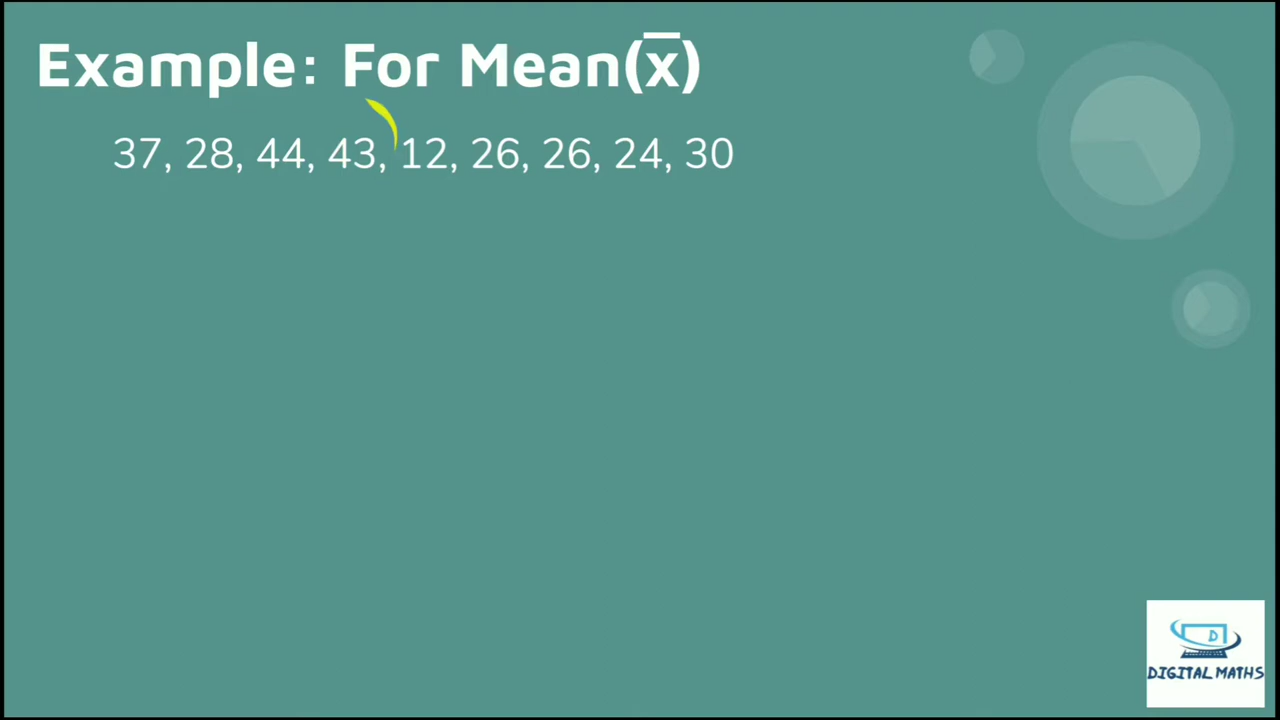 Example: For Mean(x̅)
37, 28, 44, 43, 12, 26, 26, 24, 30
D
DIGITAL MATHS